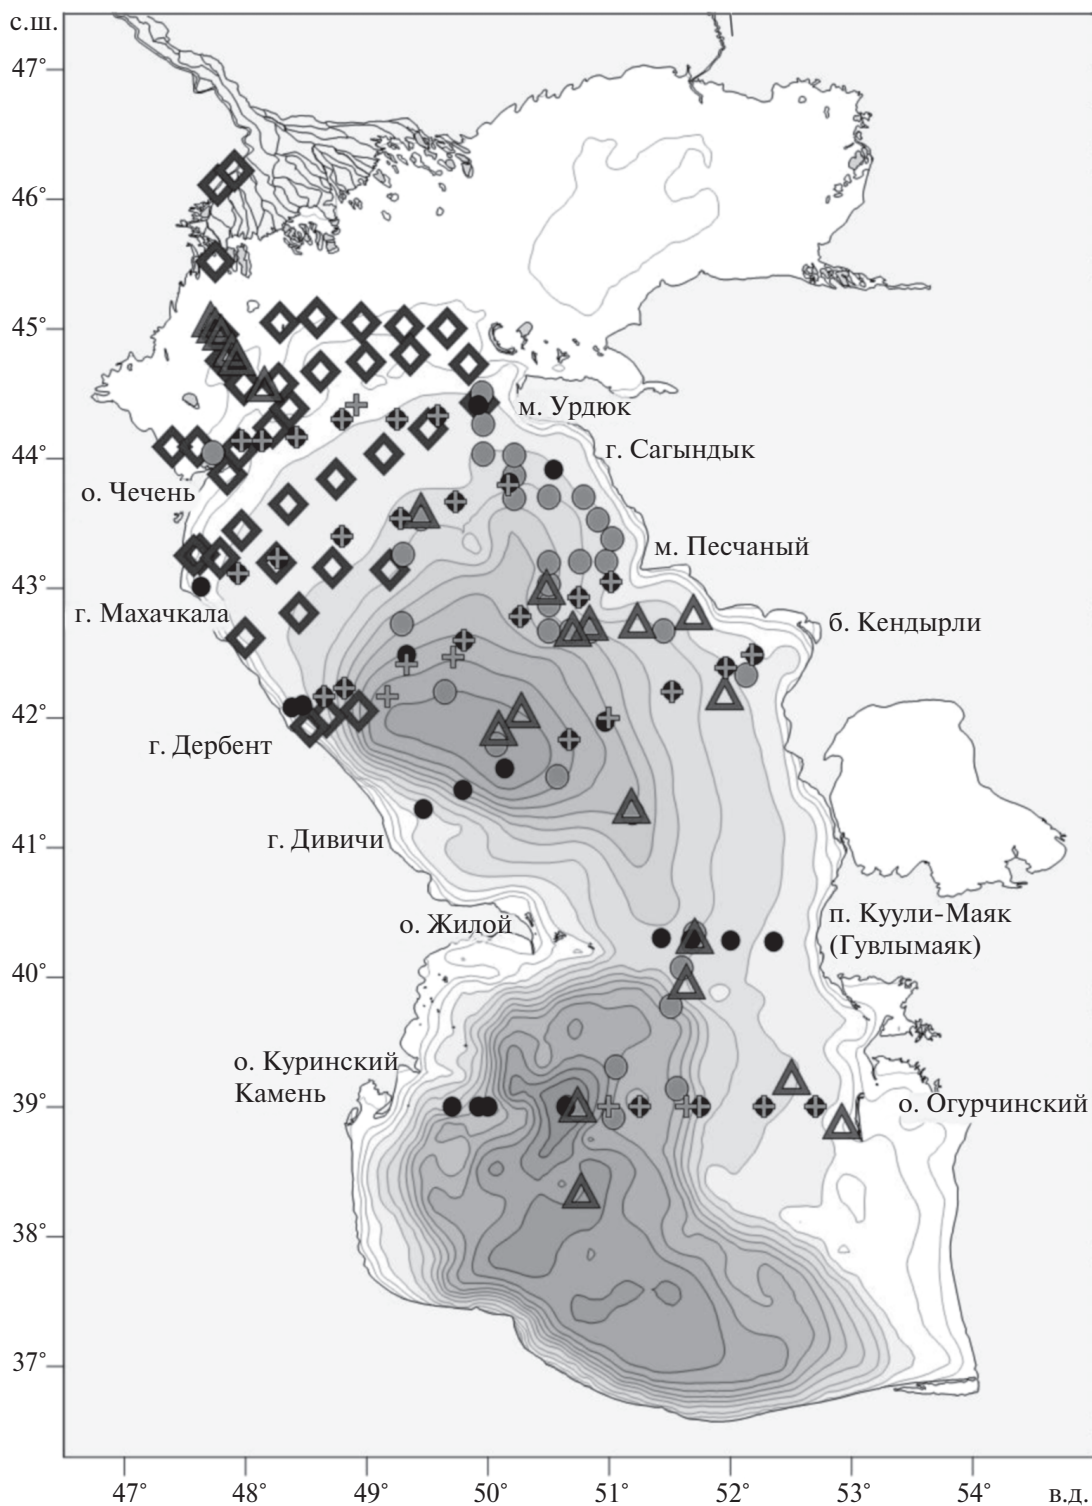 с.ш.
47°
46°
45°
44°
43°
42°
41°
40°
39°
38°
37°
м. Урдюк
г. Сагындык
о. Чечень
м. Песчаный
г. Махачкала
б. Кендырли
г. Дербент
г. Дивичи
о. Жилой
п. Куули-Маяк
(Гувлымаяк)
о. Куринский
Камень
о. Огурчинский
47° 48° 49° 50° 51° 52° 53° 54° в.д.